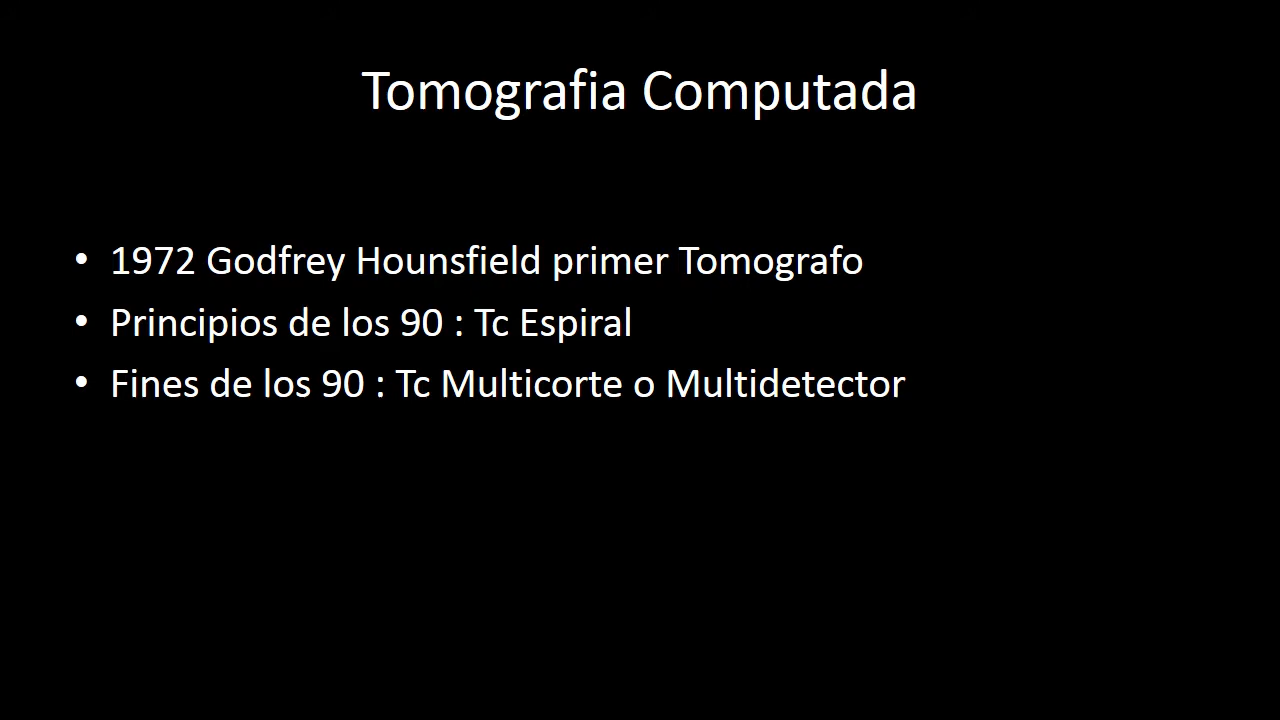 Tomografia Computada
• 1972 Godfrey Hounsfield primer Tomografo
• Principios de los 90 : Tc Espiral
• Fines de los 90 : Tc Multicorte o Multidetector